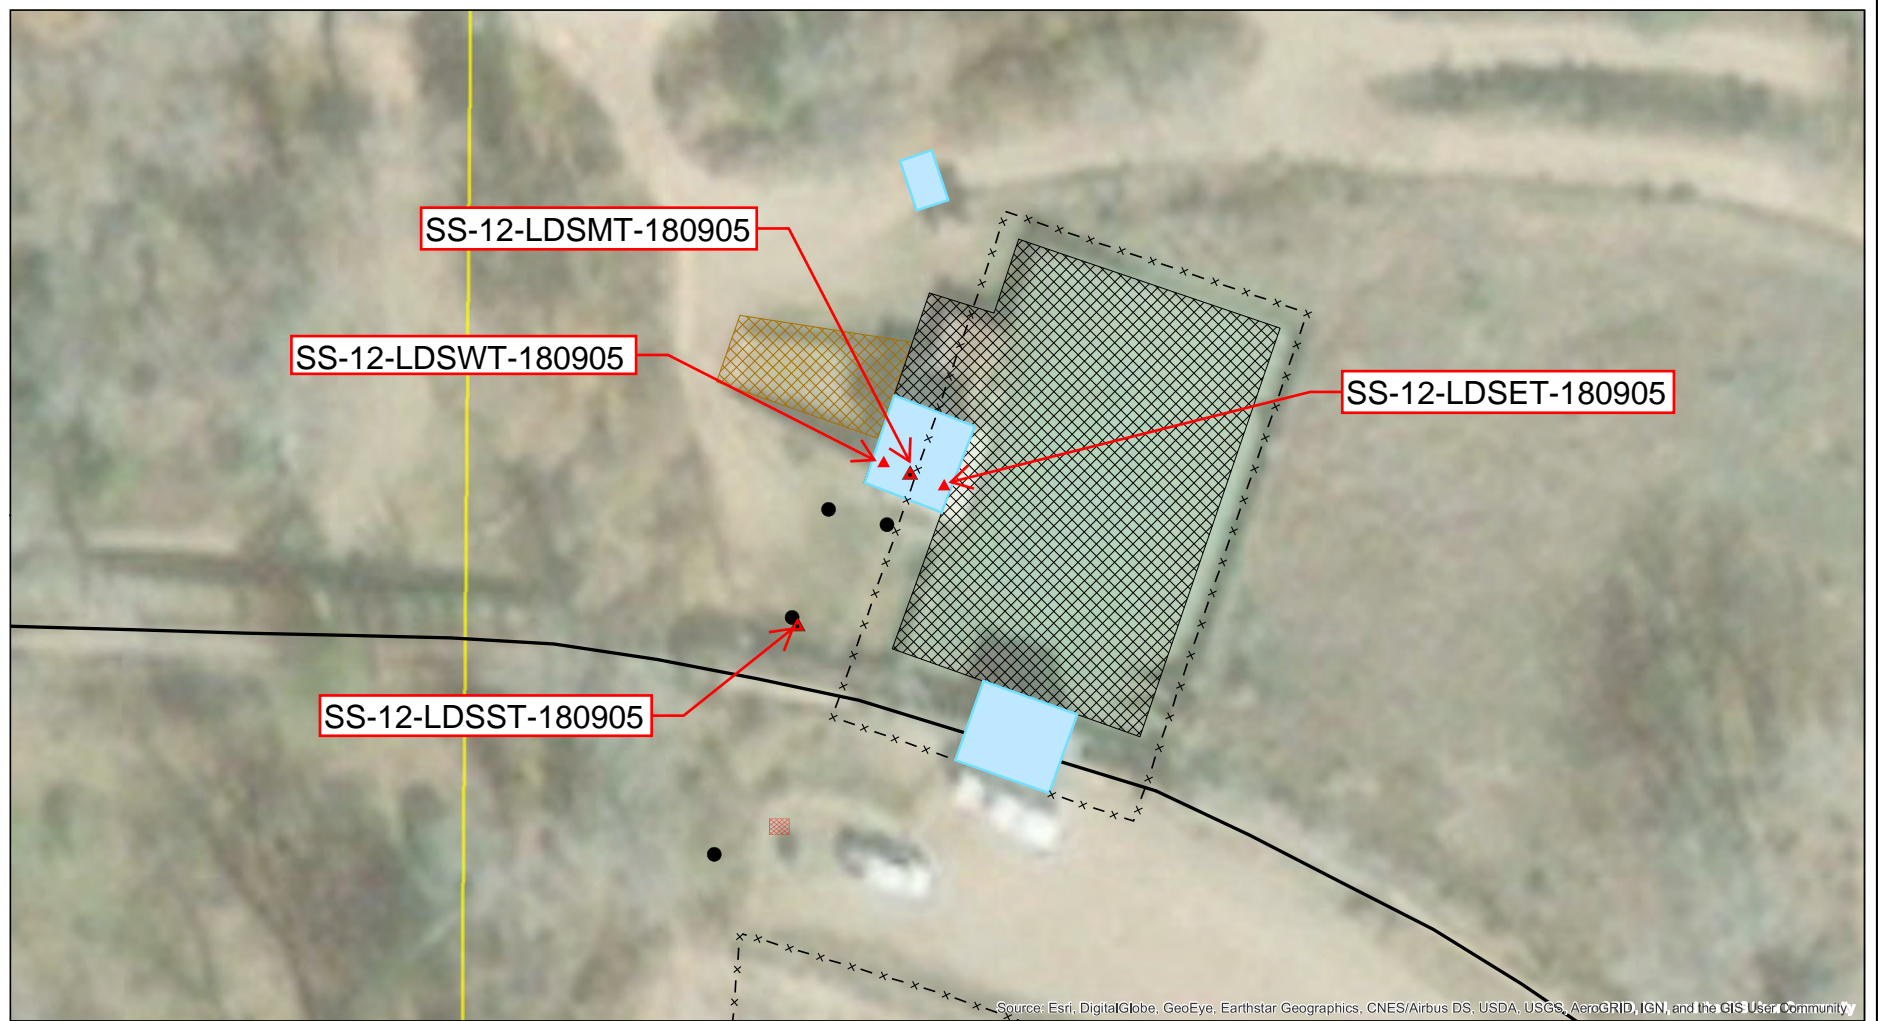 SS-12-LDSMT-180905
SS-12-LDSWT-180905
SS-12-LDSET-180905
SS-12-LDSST-180905
Source: Esri, DigitalGlobe, GeoEye, Earthstar Geographics, CNES/Airbus DS, USDA, USGS, AeroGRID, IGN, and the GIS User Community